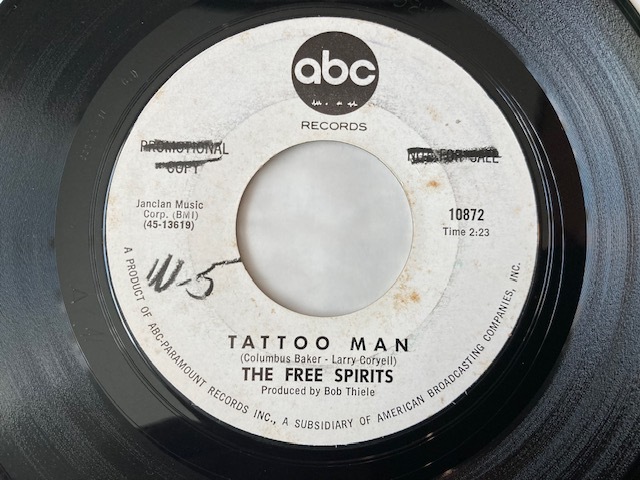 abc
RECORDS
PROMOTIONAL
COPY
NOT FOR SALE
Janclan Music
Corp. (BMI)
(45-13619)
10872
Time 2:23
W-5
TATTOO MAN
(Columbus Baker - Larry Coryell)
THE FREE SPIRITS
Produced by Bob Thiele
A PRODUCT OF ABC-PARAMOUNT RECORDS INC., A SUBSIDIARY OF AMERICAN BROADCASTING COMPANIES, INC.